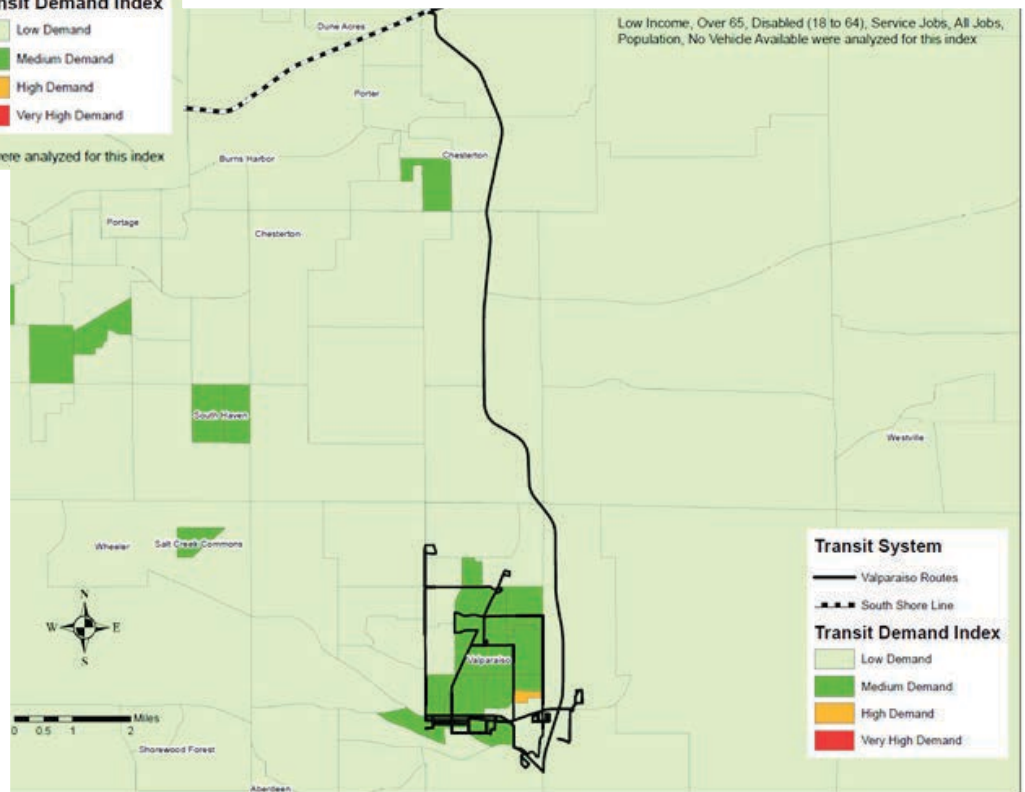 nsit Demand Index
Low Demand
Medium Demand
High Demand
Very High Demand
were analyzed for this index
Low Income, Over 65, Disabled (18 to 64), Service Jobs, All Jobs,
Population, No Vehicle Available were analyzed for this index
Dune Acres
Porter
Burns Harbor
Chesterton
Portage
Chesterton
South Haven
Westville
Wheeler
Salt Creek Commons
Valparaiso
N
W
E
S
Miles
0 0.5 1 2
Shorewood Forest
Aberdeen
Transit System
Valparaiso Routes
South Shore Line
Transit Demand Index
Low Demand
Medium Demand
High Demand
Very High Demand